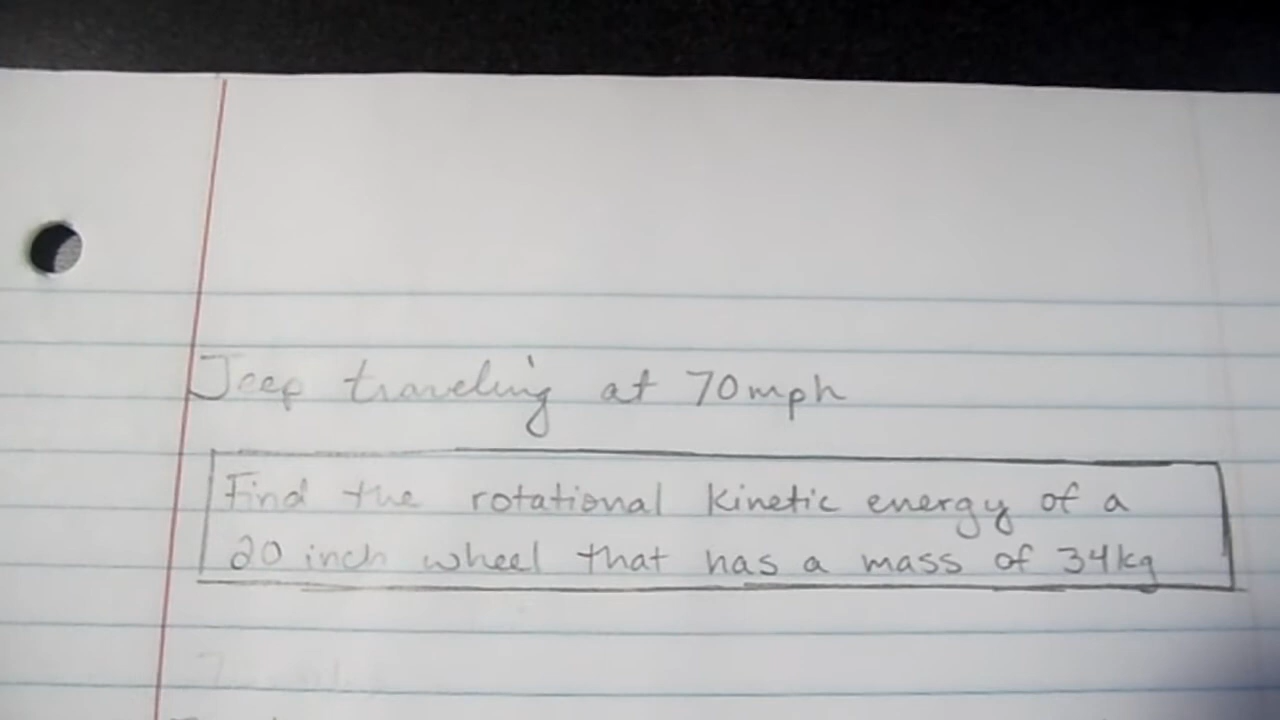 Jeep traveling at 70mph
Find the rotational kinetic energy of a
20 inch wheel that has a mass of 34kg